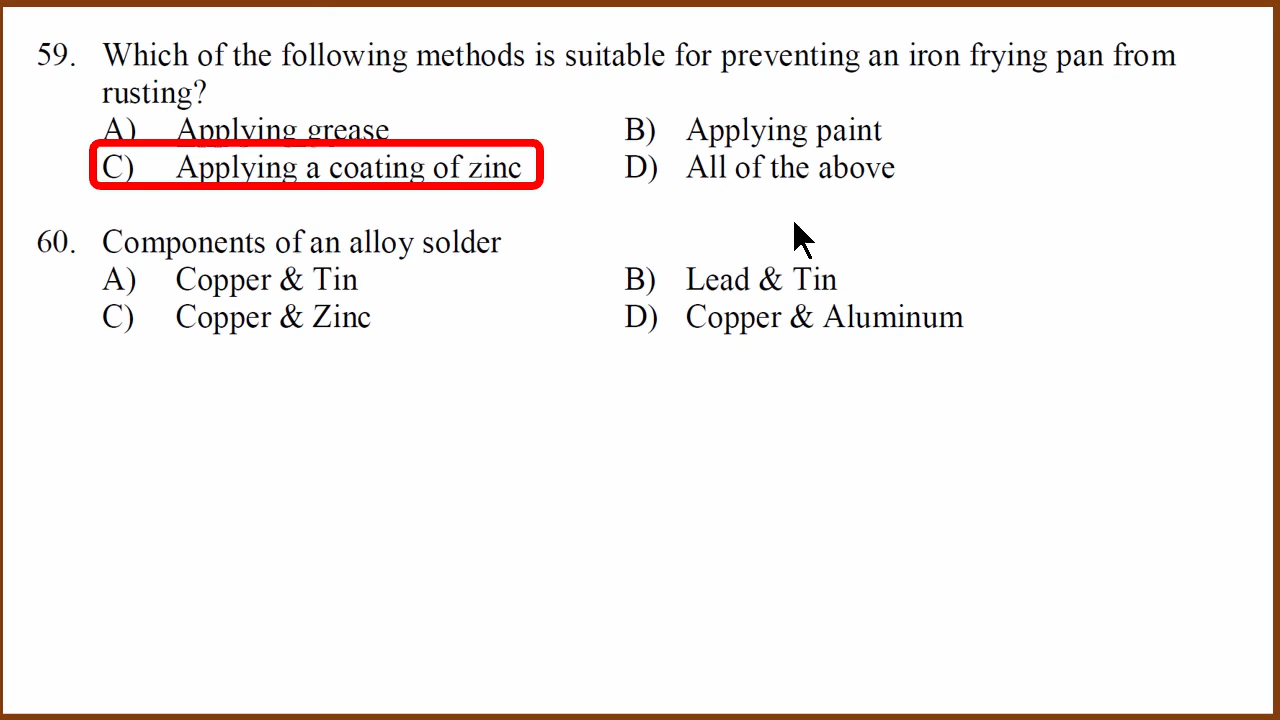 59. Which of the following methods is suitable for preventing an iron frying pan from
rusting?
A) Applying grease B) Applying paint
C) Applying a coating of zinc D) All of the above
60. Components of an alloy solder
A) Copper & Tin B) Lead & Tin
C) Copper & Zinc D) Copper & Aluminum